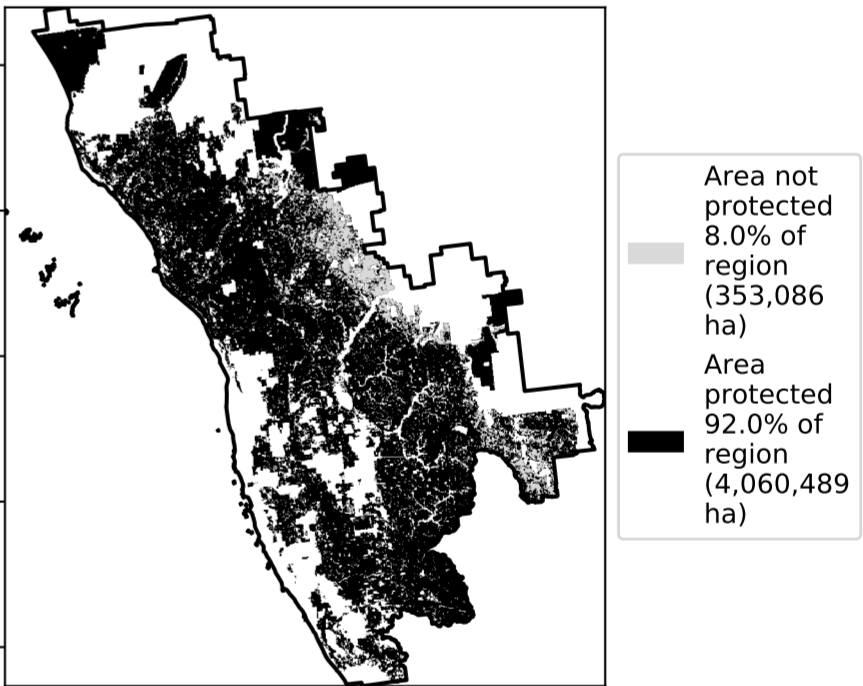 Area not
protected
8.0% of
region
(353,086
ha)
Area
protected
92.0% of
region
(4,060,489
ha)